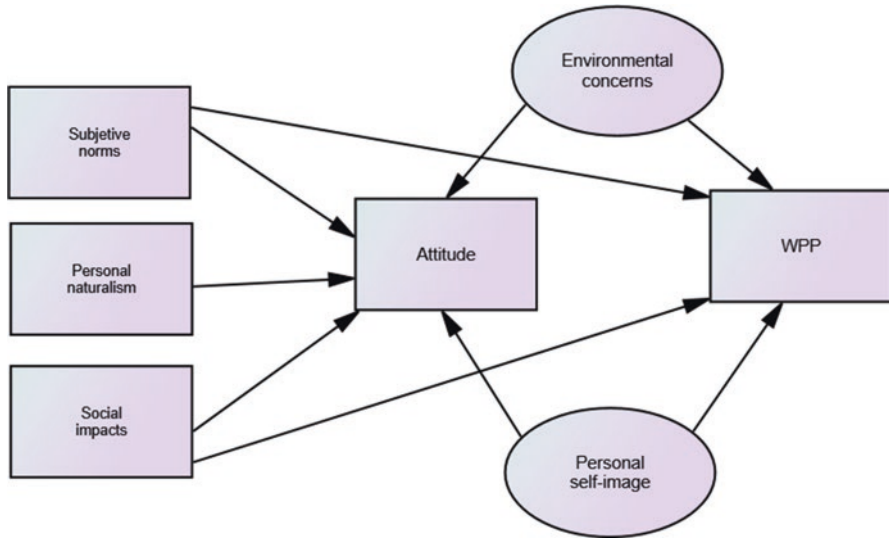 Environmental
concerns
Subjetive
norms
Attitude
WPP
Personal
naturalism
Social
impacts
Personal
self-image